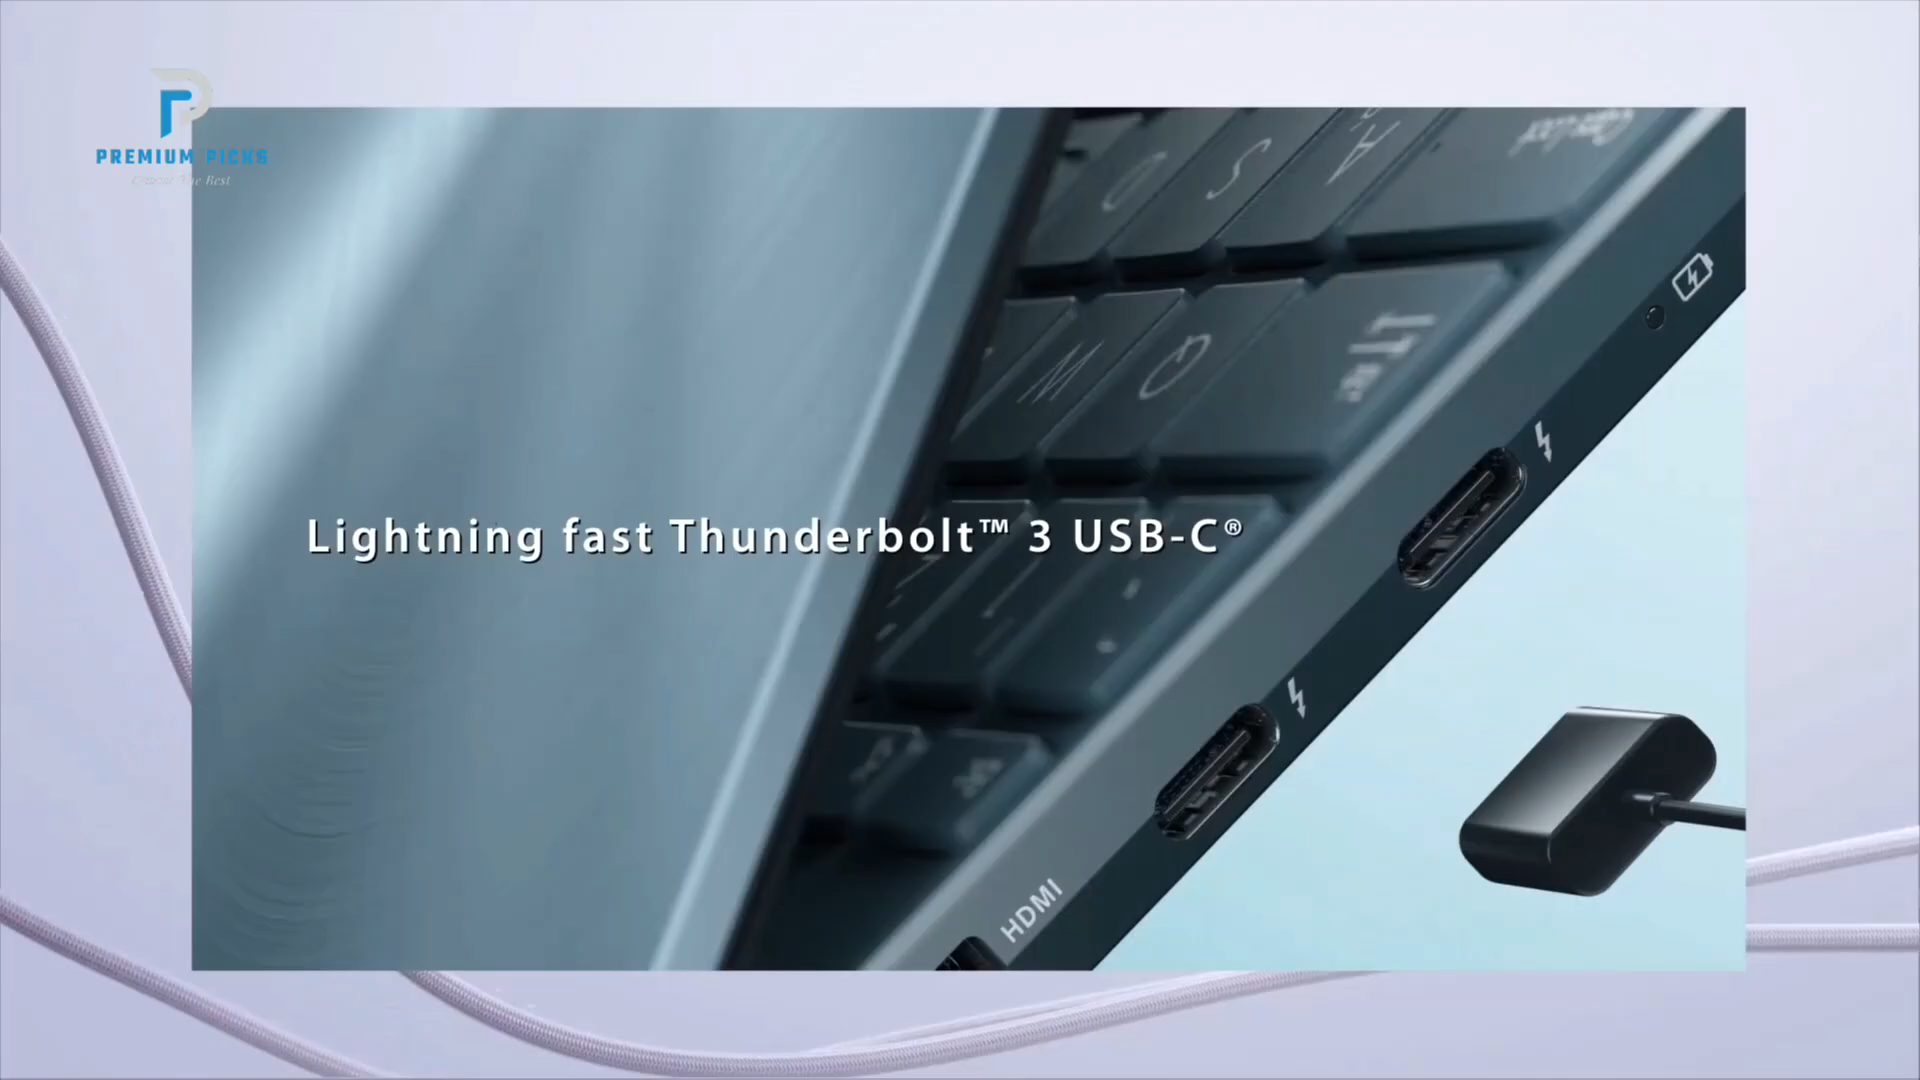 PREMIUM PICKS
Lightning fast Thunderbolt™ 3 USB-C®
A
S
D
Q
W
HDMI